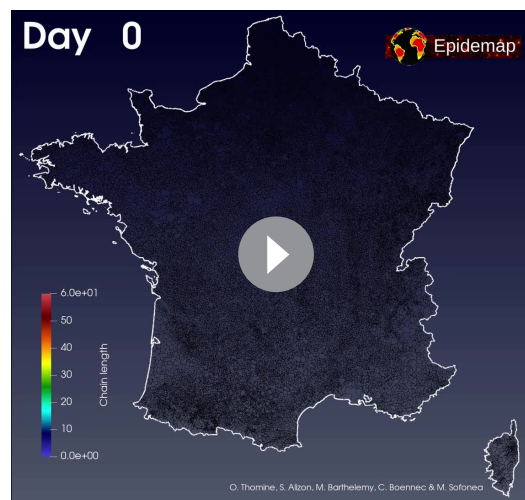 Day 0
Epidemap
6.0e+01
50
40
30
20
10
0.0e+00
Chain length
O. Thomine, S. Alizon, M. Barthelemy, C. Boennec & M. Sofonea